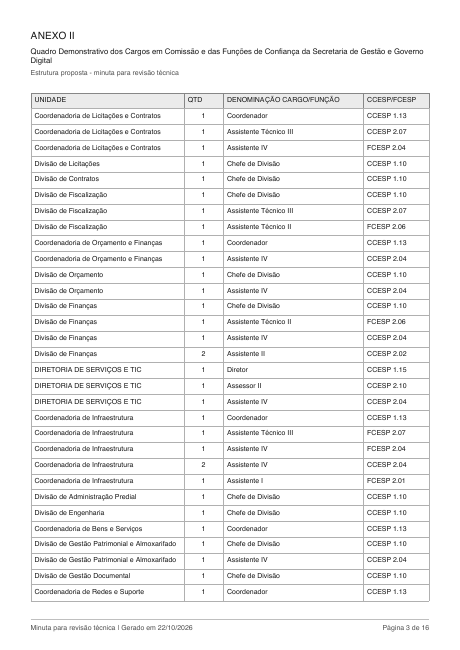 ANEXO II
Quadro Demonstrativo dos Cargos em Comissão e das Funções de Confiança da Secretaria de Gestão e Governo
Digital
Estrutura proposta - minuta para revisão técnica
UNIDADE QTD DENOMINAÇÃO CARGO/FUNÇÃO CCESP/FCESP
Coordenadoria de Licitações e Contratos 1 Coordenador CCESP 1.13
Coordenadoria de Licitações e Contratos 1 Assistente Técnico III CCESP 2.07
Coordenadoria de Licitações e Contratos 1 Assistente IV FCESP 2.04
Divisão de Licitações 1 Chefe de Divisão CCESP 1.10
Divisão de Contratos 1 Chefe de Divisão CCESP 1.10
Divisão de Fiscalização 1 Chefe de Divisão CCESP 1.10
Divisão de Fiscalização 1 Assistente Técnico III CCESP 2.07
Divisão de Fiscalização 1 Assistente Técnico II FCESP 2.06
Coordenadoria de Orçamento e Finanças 1 Coordenador CCESP 1.13
Coordenadoria de Orçamento e Finanças 1 Assistente IV CCESP 2.04
Divisão de Orçamento 1 Chefe de Divisão CCESP 1.10
Divisão de Orçamento 1 Assistente IV CCESP 2.04
Divisão de Finanças 1 Chefe de Divisão CCESP 1.10
Divisão de Finanças 1 Assistente Técnico II FCESP 2.06
Divisão de Finanças 1 Assistente IV CCESP 2.04
Divisão de Finanças 2 Assistente II CCESP 2.02
DIRETORIA DE SERVIÇOS E TIC 1 Diretor CCESP 1.15
DIRETORIA DE SERVIÇOS E TIC 1 Assessor II CCESP 2.10
DIRETORIA DE SERVIÇOS E TIC 1 Assistente IV CCESP 2.04
Coordenadoria de Infraestrutura 1 Coordenador CCESP 1.13
Coordenadoria de Infraestrutura 1 Assistente Técnico III FCESP 2.07
Coordenadoria de Infraestrutura 1 Assistente IV FCESP 2.04
Coordenadoria de Infraestrutura 2 Assistente IV CCESP 2.04
Coordenadoria de Infraestrutura 1 Assistente I FCESP 2.01
Divisão de Administração Predial 1 Chefe de Divisão CCESP 1.10
Divisão de Engenharia 1 Chefe de Divisão CCESP 1.10
Coordenadoria de Bens e Serviços 1 Coordenador CCESP 1.13
Divisão de Gestão Patrimonial e Almoxarifado 1 Chefe de Divisão CCESP 1.10
Divisão de Gestão Patrimonial e Almoxarifado 1 Assistente IV CCESP 2.04
Divisão de Gestão Documental 1 Chefe de Divisão CCESP 1.10
Coordenadoria de Redes e Suporte 1 Coordenador CCESP 1.13
Minuta para revisão técnica | Gerado em 22/10/2026 Página 3 de 16